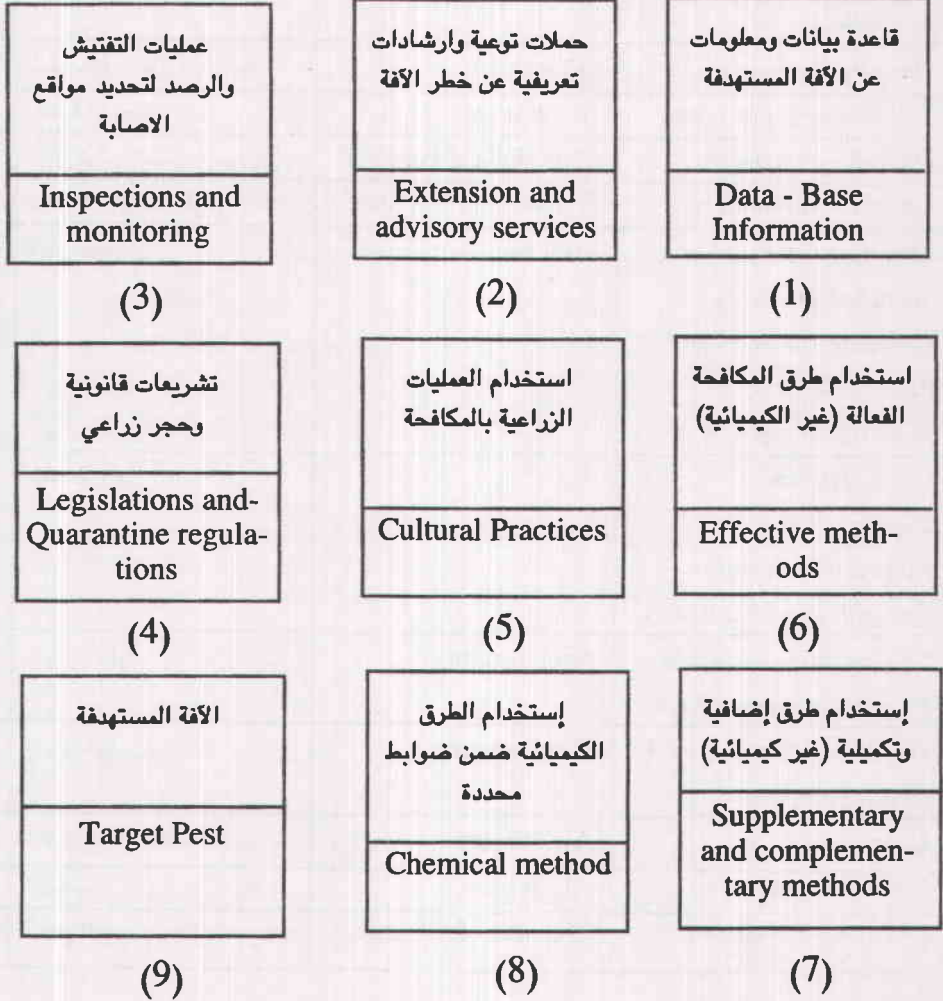 قاعدة بيانات ومعلومات
عن الآفة المستهدفة
Data - Base
Information
(1)
حملات توعية وارشادات
تعريفية عن خطر الآفة
Extension and
advisory services
(2)
عمليات التفتيش
والرصد لتحديد مواقع
الاصابة
Inspections and
monitoring
(3)
تشريعات قانونية
وحجر زراعي
Legislations and-
Quarantine regula-
tions
(4)
استخدام العمليات
الزراعية بالمكافحة
Cultural Practices
(5)
استخدام طرق المكافحة
الفعالة (غير الكيميائية)
Effective meth-
ods
(6)
إستخدام طرق إضافية
وتكميلية (غير كيميائية)
Supplementary
and complemen-
tary methods
(7)
إستخدام الطرق
الكيميائية ضمن ضوابط
محددة
Chemical method
(8)
الآفة المستهدفة
Target Pest
(9)